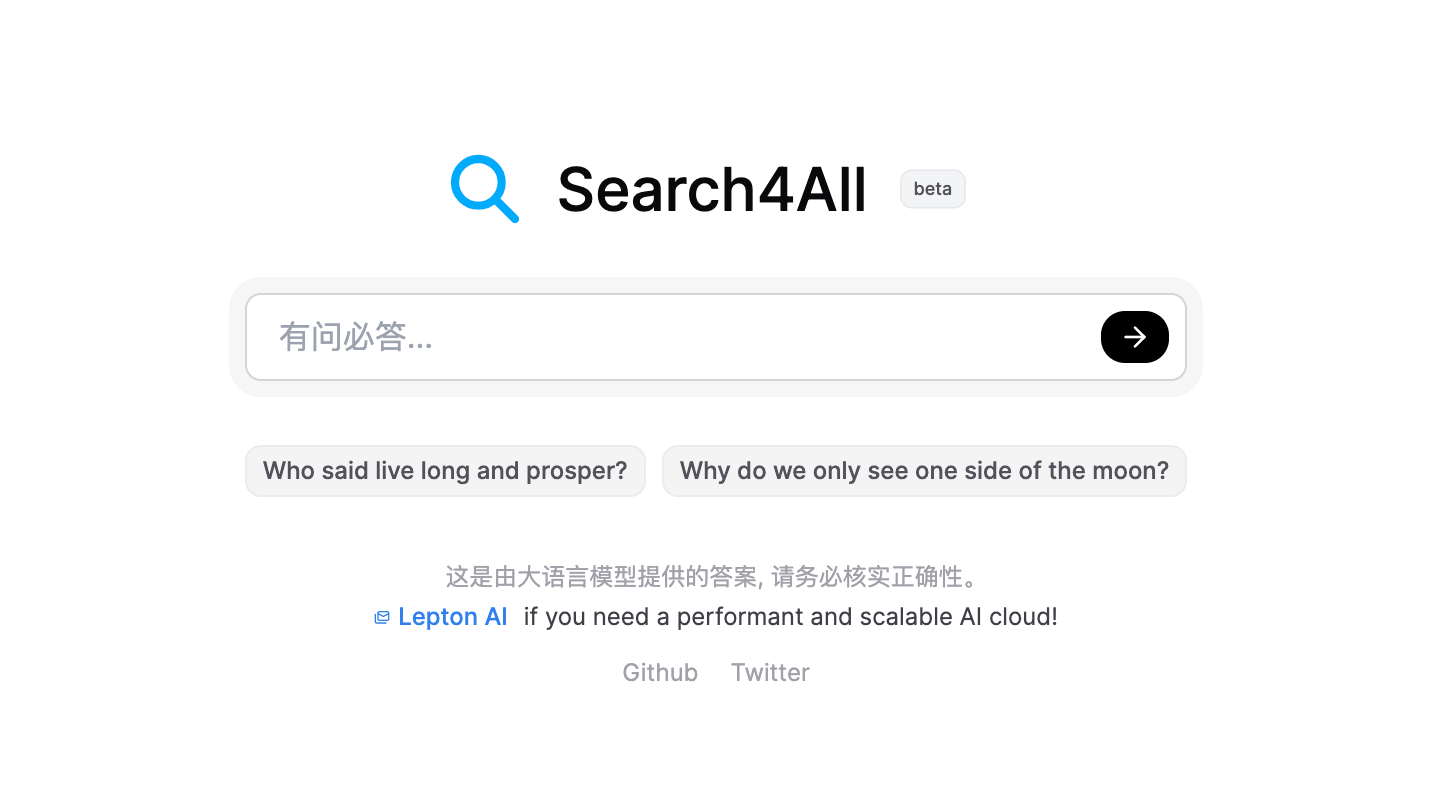 Search4All beta
有问必答...
Who said live long and prosper? Why do we only see one side of the moon?
这是由大语言模型提供的答案, 请务必核实正确性。
Lepton AI if you need a performant and scalable AI cloud!
Github Twitter